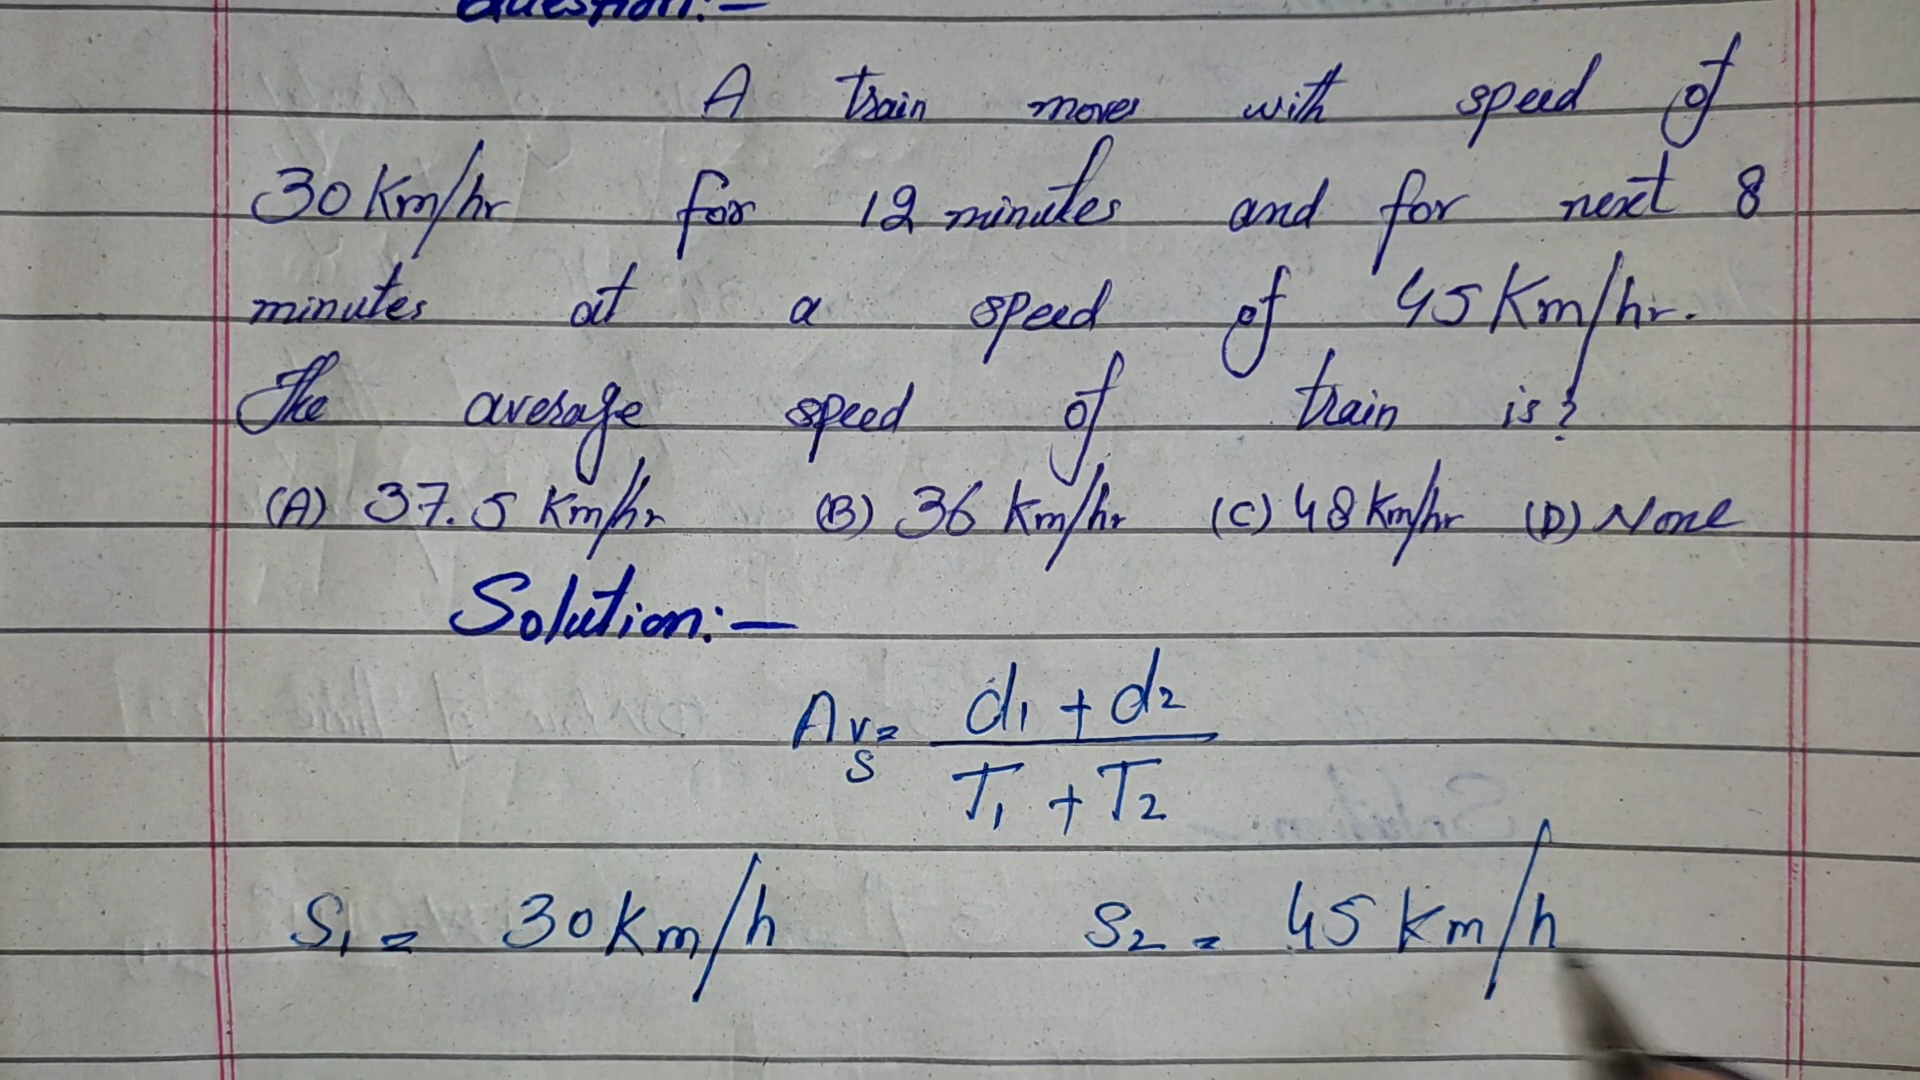 Question:-
A train moves with speed of
30 Km/hr for 12 minutes and for next 8
minutes at a speed of 45 Km/hr.
The average speed of train is?
(A) 37.5 Km/hr (B) 36 Km/hr (C) 48 Km/hr (D) None
Solution:-
Avs = d1 + d2 / T1 + T2
S1 = 30 km/h S2 = 45 km/h